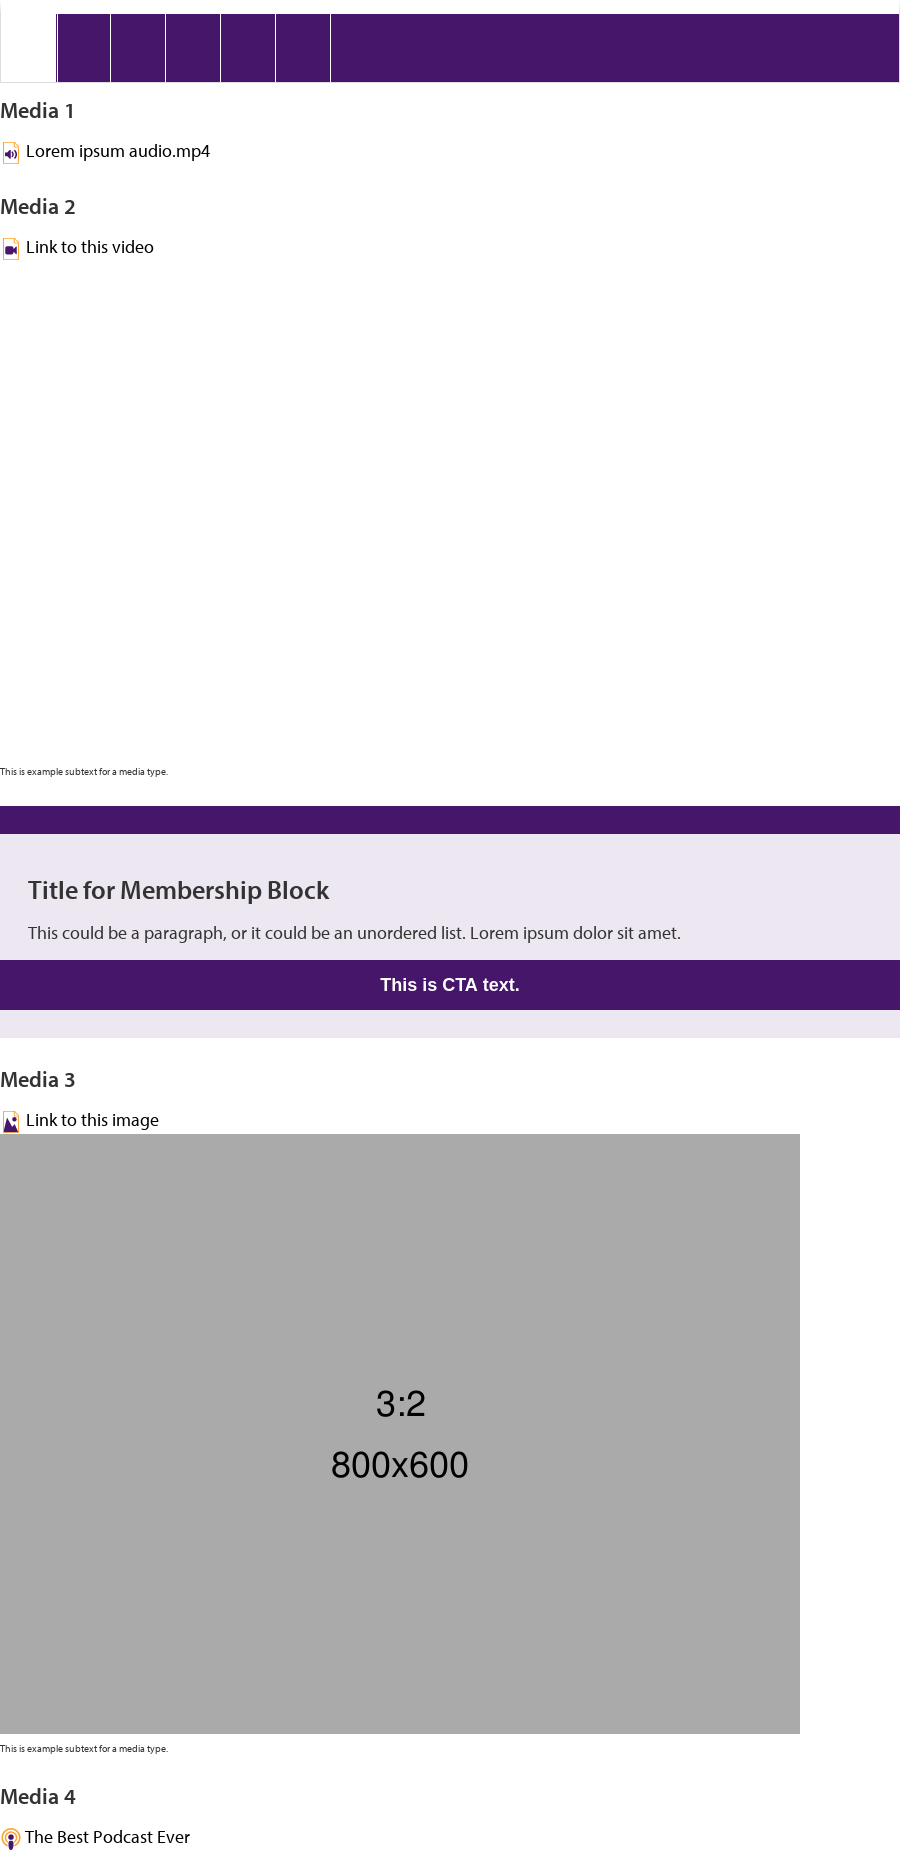 Media 1
Lorem ipsum audio.mp4
Media 2
Link to this video
This is example subtext for a media type.
Title for Membership Block
This could be a paragraph, or it could be an unordered list. Lorem ipsum dolor sit amet.
This is CTA text.
Media 3
Link to this image
3:2
800x600
This is example subtext for a media type.
Media 4
The Best Podcast Ever